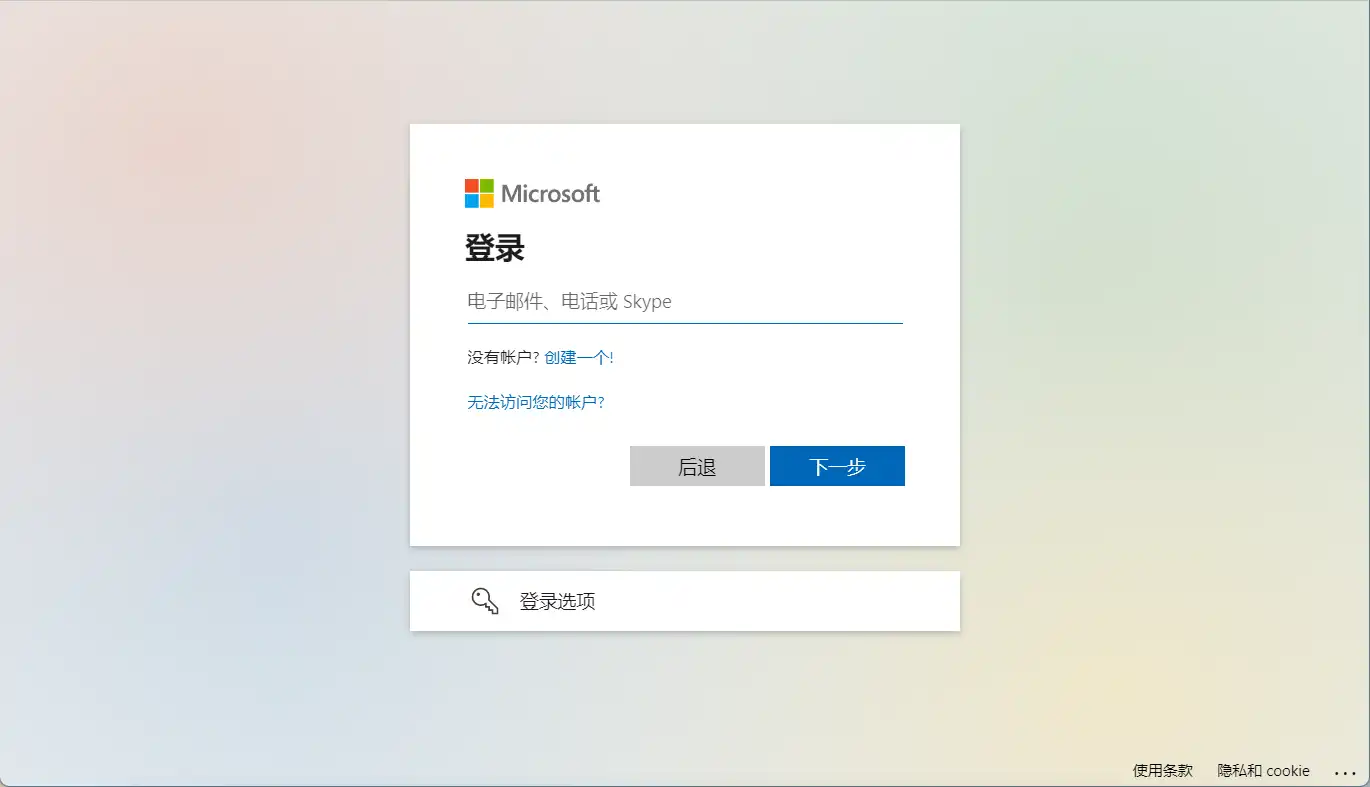 Microsoft
登录
电子邮件、电话或 Skype
没有帐户? 创建一个!
无法访问您的帐户?
后退 下一步
登录选项
使用条款 隐私和 cookie ...